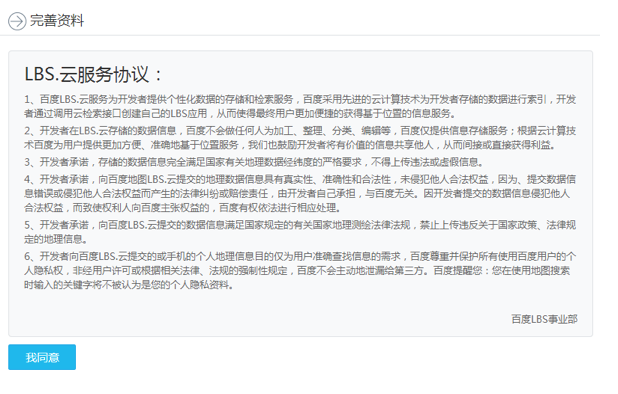 完善资料
LBS.云服务协议：
1、百度LBS.云服务为开发者提供个性化数据的存储和检索服务，百度采用先进的云计算技术为开发者存储的数据进行索引，开发
者通过调用云检索接口创建自己的LBS应用，从而使得最终用户更加便捷的获得基于位置的信息服务。
2、开发者在LBS.云存储的数据信息，百度不会做任何人为加工、整理、分类、编辑等，百度仅提供信息存储服务；根据云计算技
术百度为用户提供更加方便、准确地基于位置服务，我们也鼓励开发者将有价值的信息共享他人，从而间接或直接获得利益。
3、开发者承诺，存储的数据信息完全满足国家有关地理数据经纬度的严格要求，不得上传违法或虚假信息。
4、开发者承诺，向百度地图LBS.云提交的地理数据信息具有真实性、准确性和合法性，未侵犯他人合法权益，因为、提交数据信
息错误或侵犯他人合法权益而产生的法律纠纷或赔偿责任，由开发者自己承担，与百度无关。因开发者提交的数据信息侵犯他人
合法权益，而致使权利人向百度主张权益的，百度有权依法进行相应处理。
5、开发者承诺，向百度LBS.云提交的数据信息满足国家规定的有关国家地理测绘法律法规，禁止上传违反关于国家政策、法律规
定的地理信息。
6、开发者向百度LBS.云提交的或手机的个人地理信息目的仅为用户准确查找信息的需求，百度尊重并保护所有使用百度用户的个
人隐私权，非经用户许可或根据相关法律、法规的强制性规定，百度不会主动地泄漏给第三方。百度提醒您：您在使用地图搜索
时输入的关键字将不被认为是您的个人隐私资料。
百度LBS事业部
我同意